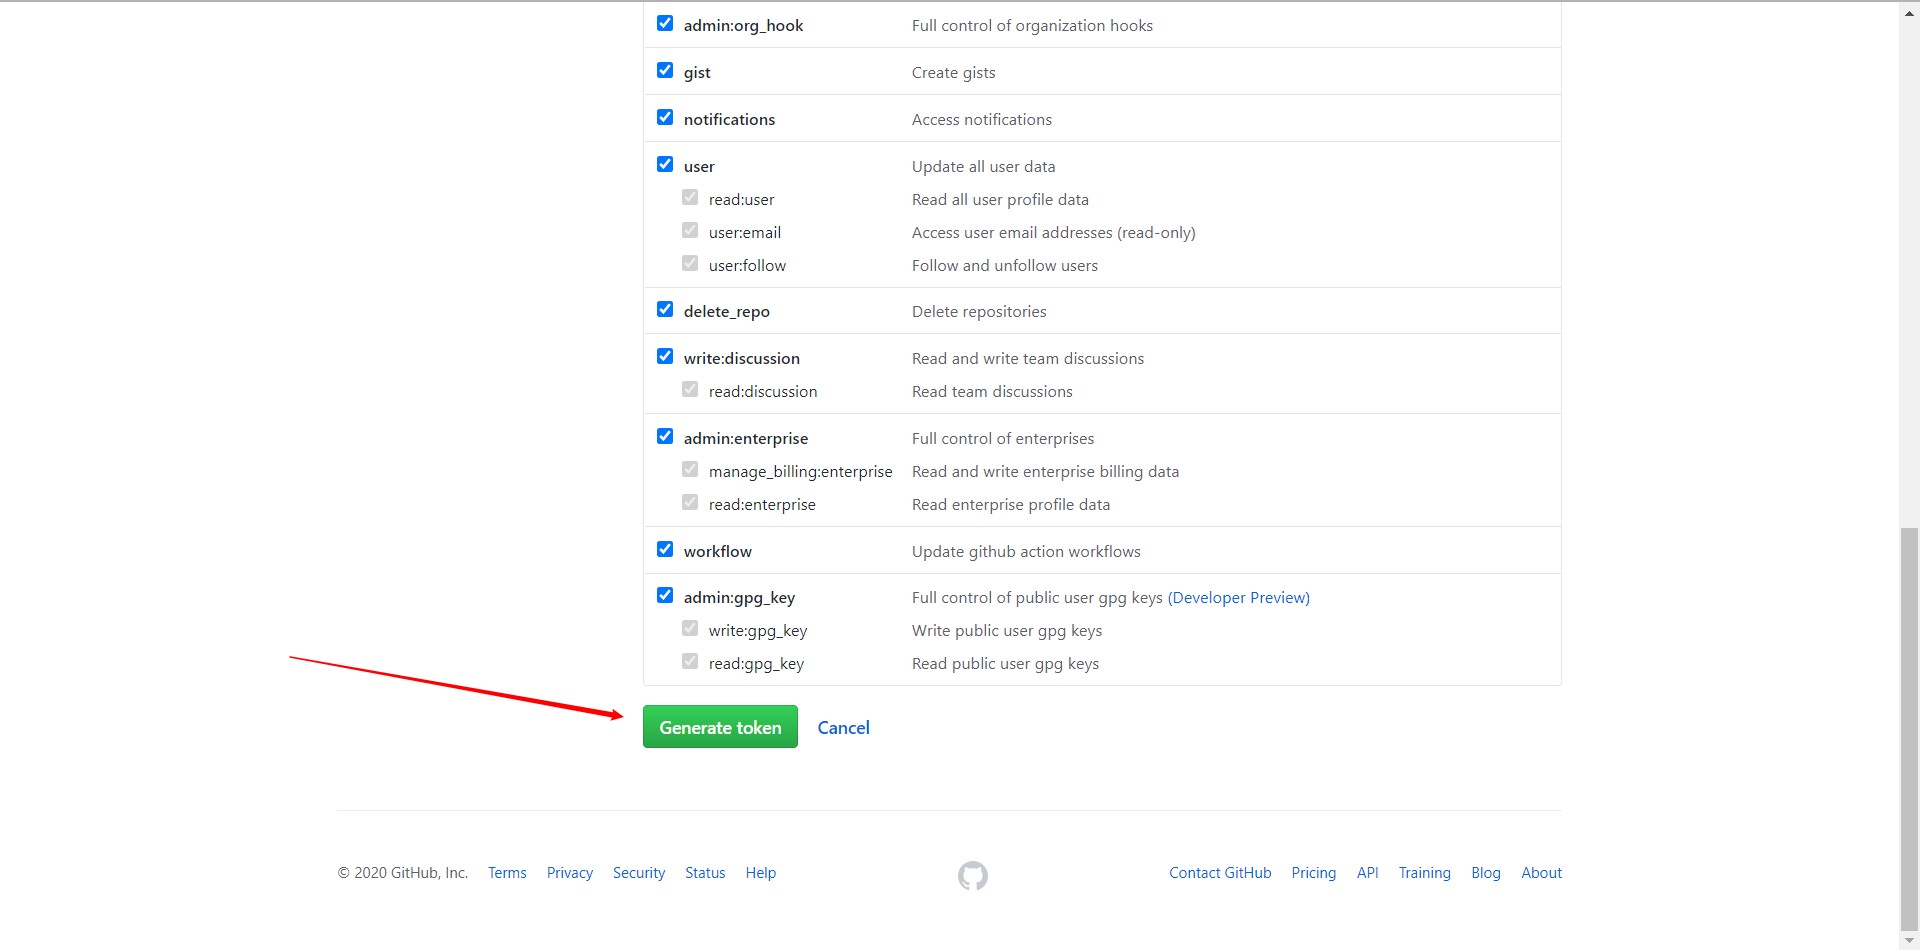 admin:org_hook Full control of organization hooks
gist Create gists
notifications Access notifications
user Update all user data
read:user Read all user profile data
user:email Access user email addresses (read-only)
user:follow Follow and unfollow users
delete_repo Delete repositories
write:discussion Read and write team discussions
read:discussion Read team discussions
admin:enterprise Full control of enterprises
manage_billing:enterprise Read and write enterprise billing data
read:enterprise Read enterprise profile data
workflow Update github action workflows
admin:gpg_key Full control of public user gpg keys (Developer Preview)
write:gpg_key Write public user gpg keys
read:gpg_key Read public user gpg keys
Generate token Cancel
© 2020 GitHub, Inc. Terms Privacy Security Status Help Contact GitHub Pricing API Training Blog About